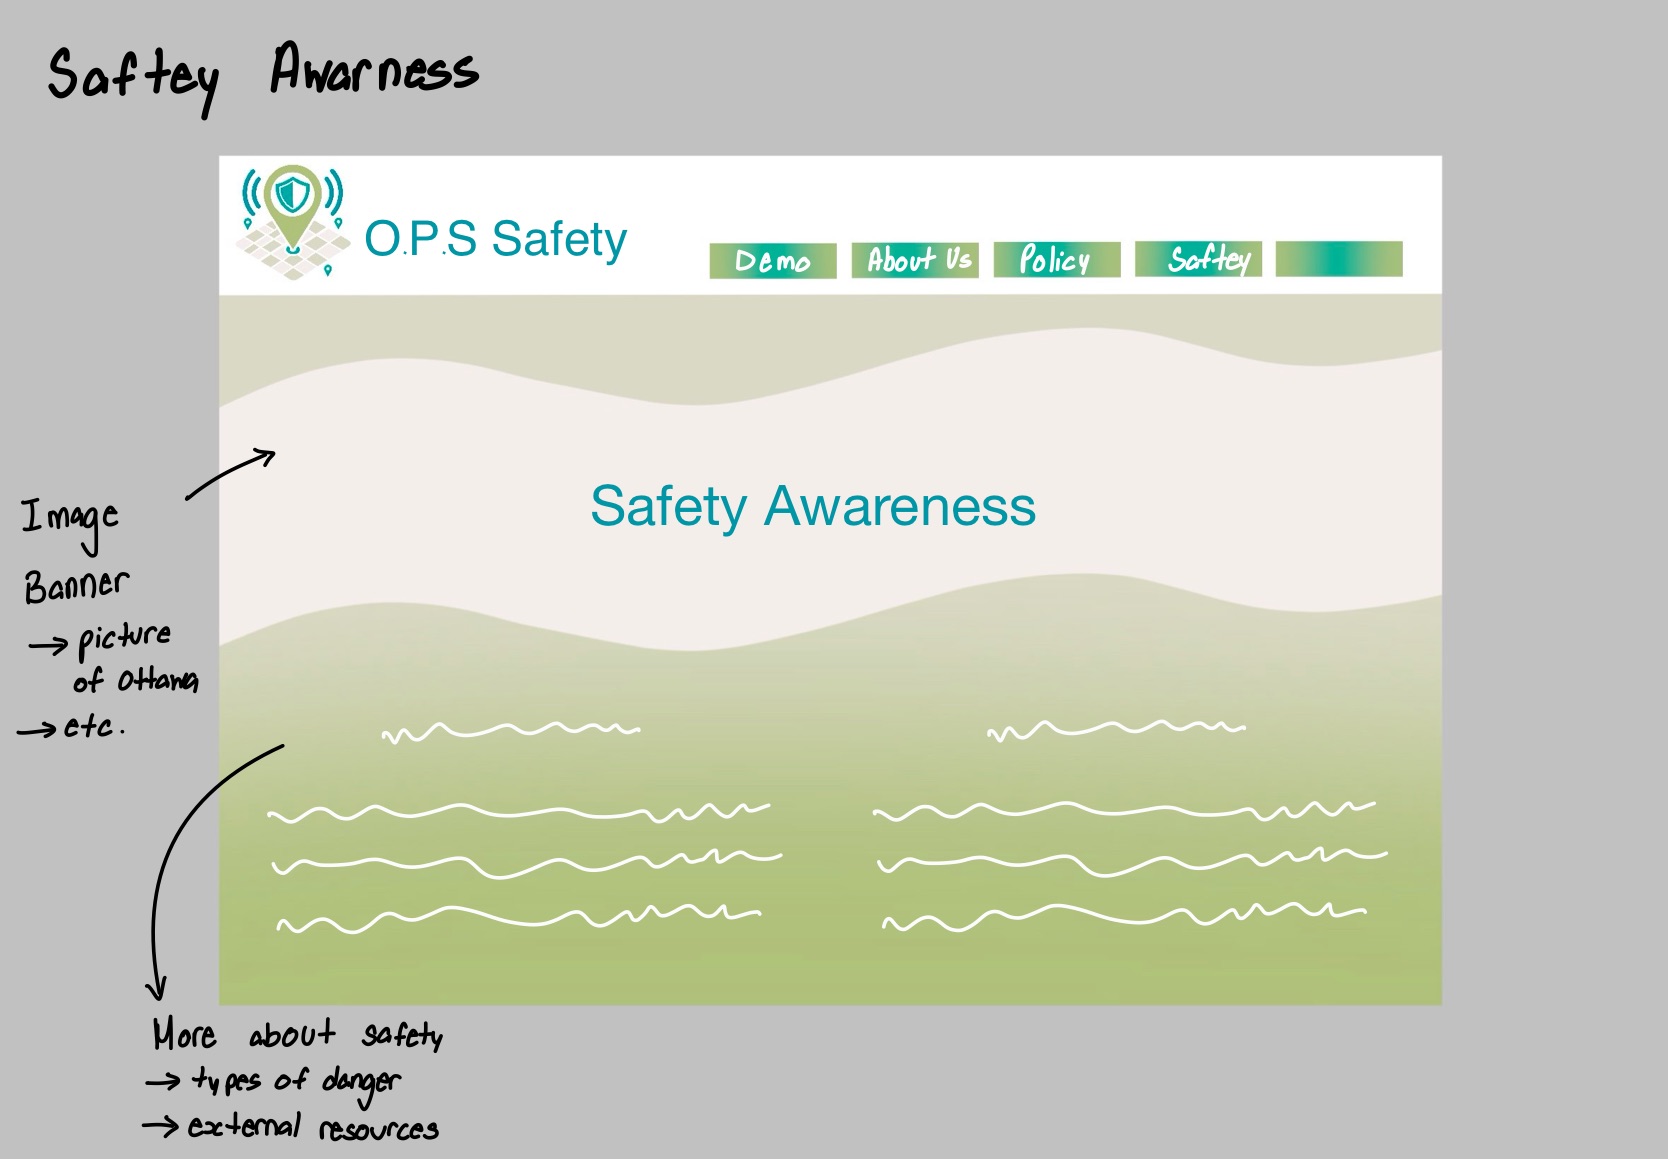 Saftey Awarness
O.P.S Safety
Demo
About Us
Policy
Saftey
Safety Awareness
Image
Banner
→ picture
of Ottawa
→ etc.
More about safety
→ types of danger
→ external resources